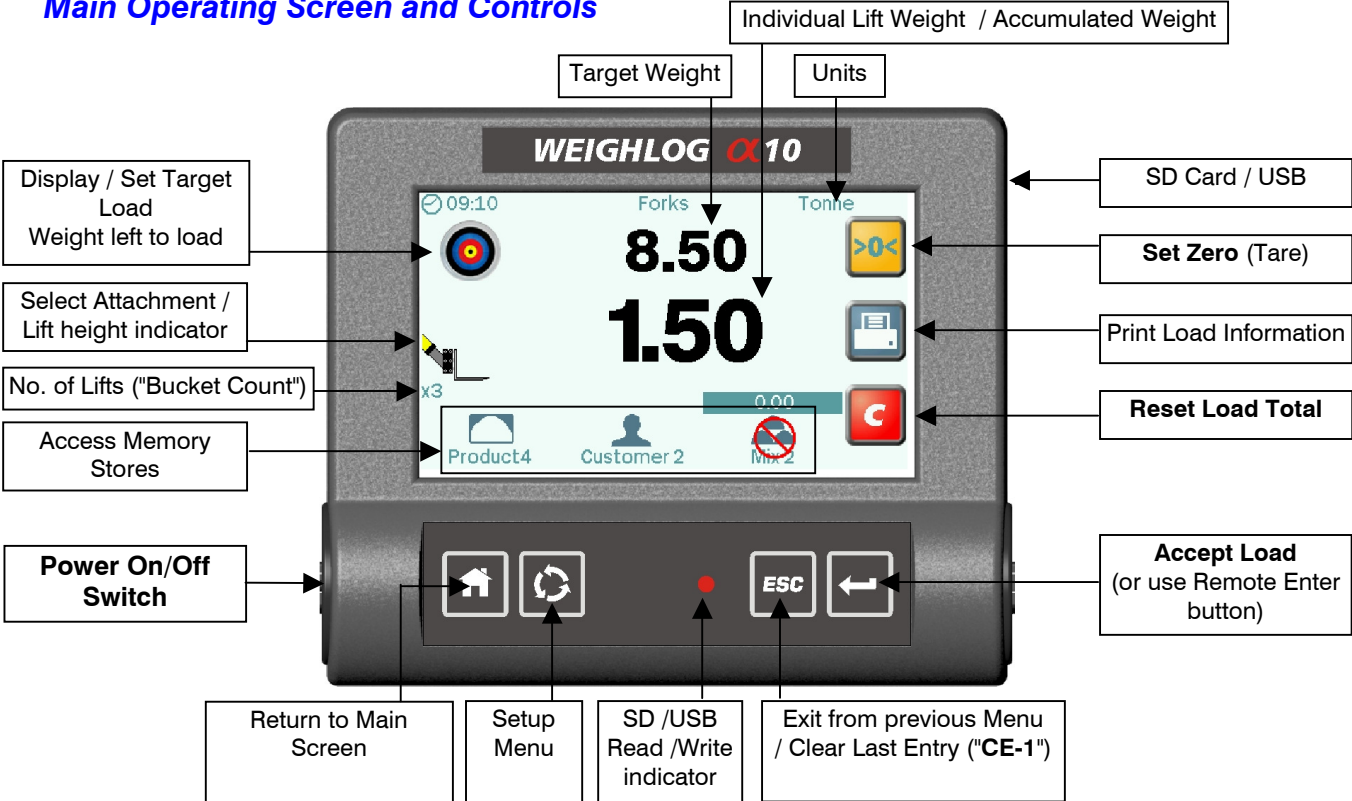 Main Operating Screen and Controls
Individual Lift Weight / Accumulated Weight
Target Weight
Units
WEIGHLOG α10
Display / Set Target
Load
Weight left to load
SD Card / USB
09:10
Forks
Tonne
8.50
>0<
Set Zero (Tare)
Select Attachment /
Lift height indicator
1.50
Print Load Information
No. of Lifts ("Bucket Count")
x3
0.00
C
Reset Load Total
Access Memory
Stores
Product4
Customer 2
Mix 2
Power On/Off
Switch
ESC
Accept Load
(or use Remote Enter
button)
Return to Main
Screen
Setup
Menu
SD /USB
Read /Write
indicator
Exit from previous Menu
/ Clear Last Entry ("CE-1")